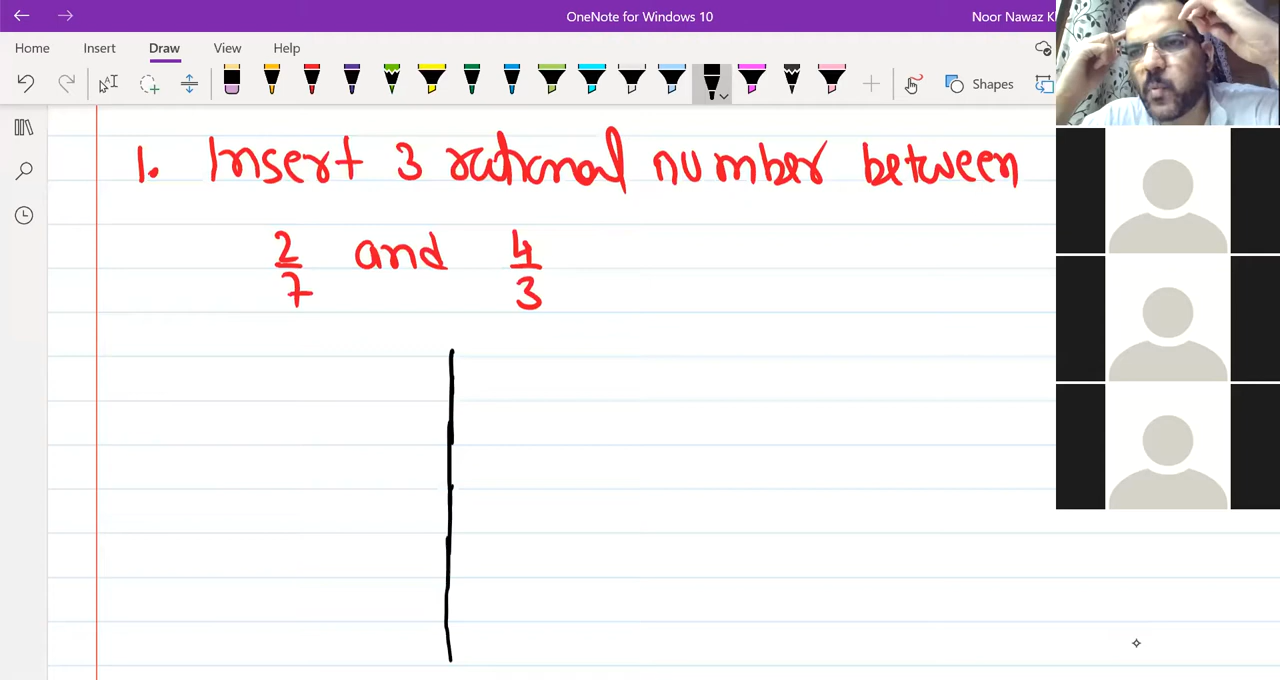 OneNote for Windows 10
Noor Nawaz K
Home Insert Draw View Help
Shapes
1. Insert 3 rational number between
2/7 and 4/3